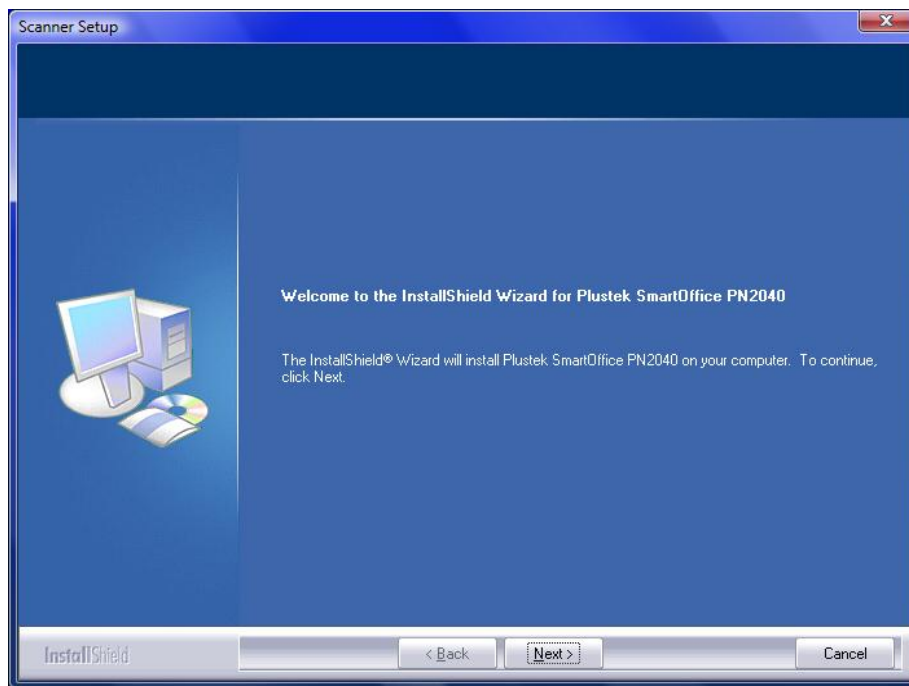 Scanner Setup
Welcome to the InstallShield Wizard for Plustek SmartOffice PN2040
The InstallShield® Wizard will install Plustek SmartOffice PN2040 on your computer. To continue,
click Next.
InstallShield
< Back
Next >
Cancel